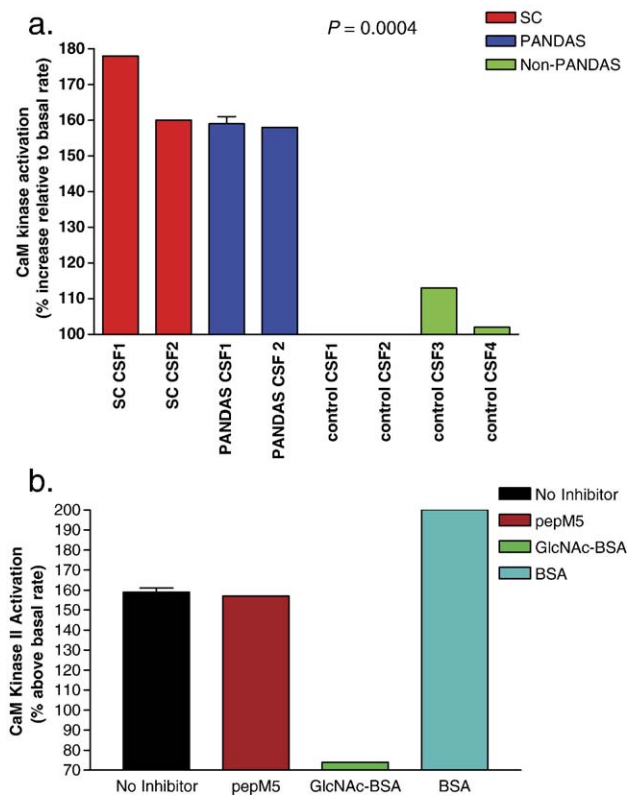 a.
P = 0.0004
SC
PANDAS
Non-PANDAS
CaM kinase activation
(% increase relative to basal rate)
180
170
160
150
140
130
120
110
100
SC CSF1
SC CSF2
PANDAS CSF1
PANDAS CSF 2
control CSF1
control CSF2
control CSF3
control CSF4
b.
No Inhibitor
pepM5
GlcNAc-BSA
BSA
CaM Kinase II Activation
(% above basal rate)
200
190
180
170
160
150
140
130
120
110
100
90
80
70
No Inhibitor
pepM5
GlcNAc-BSA
BSA